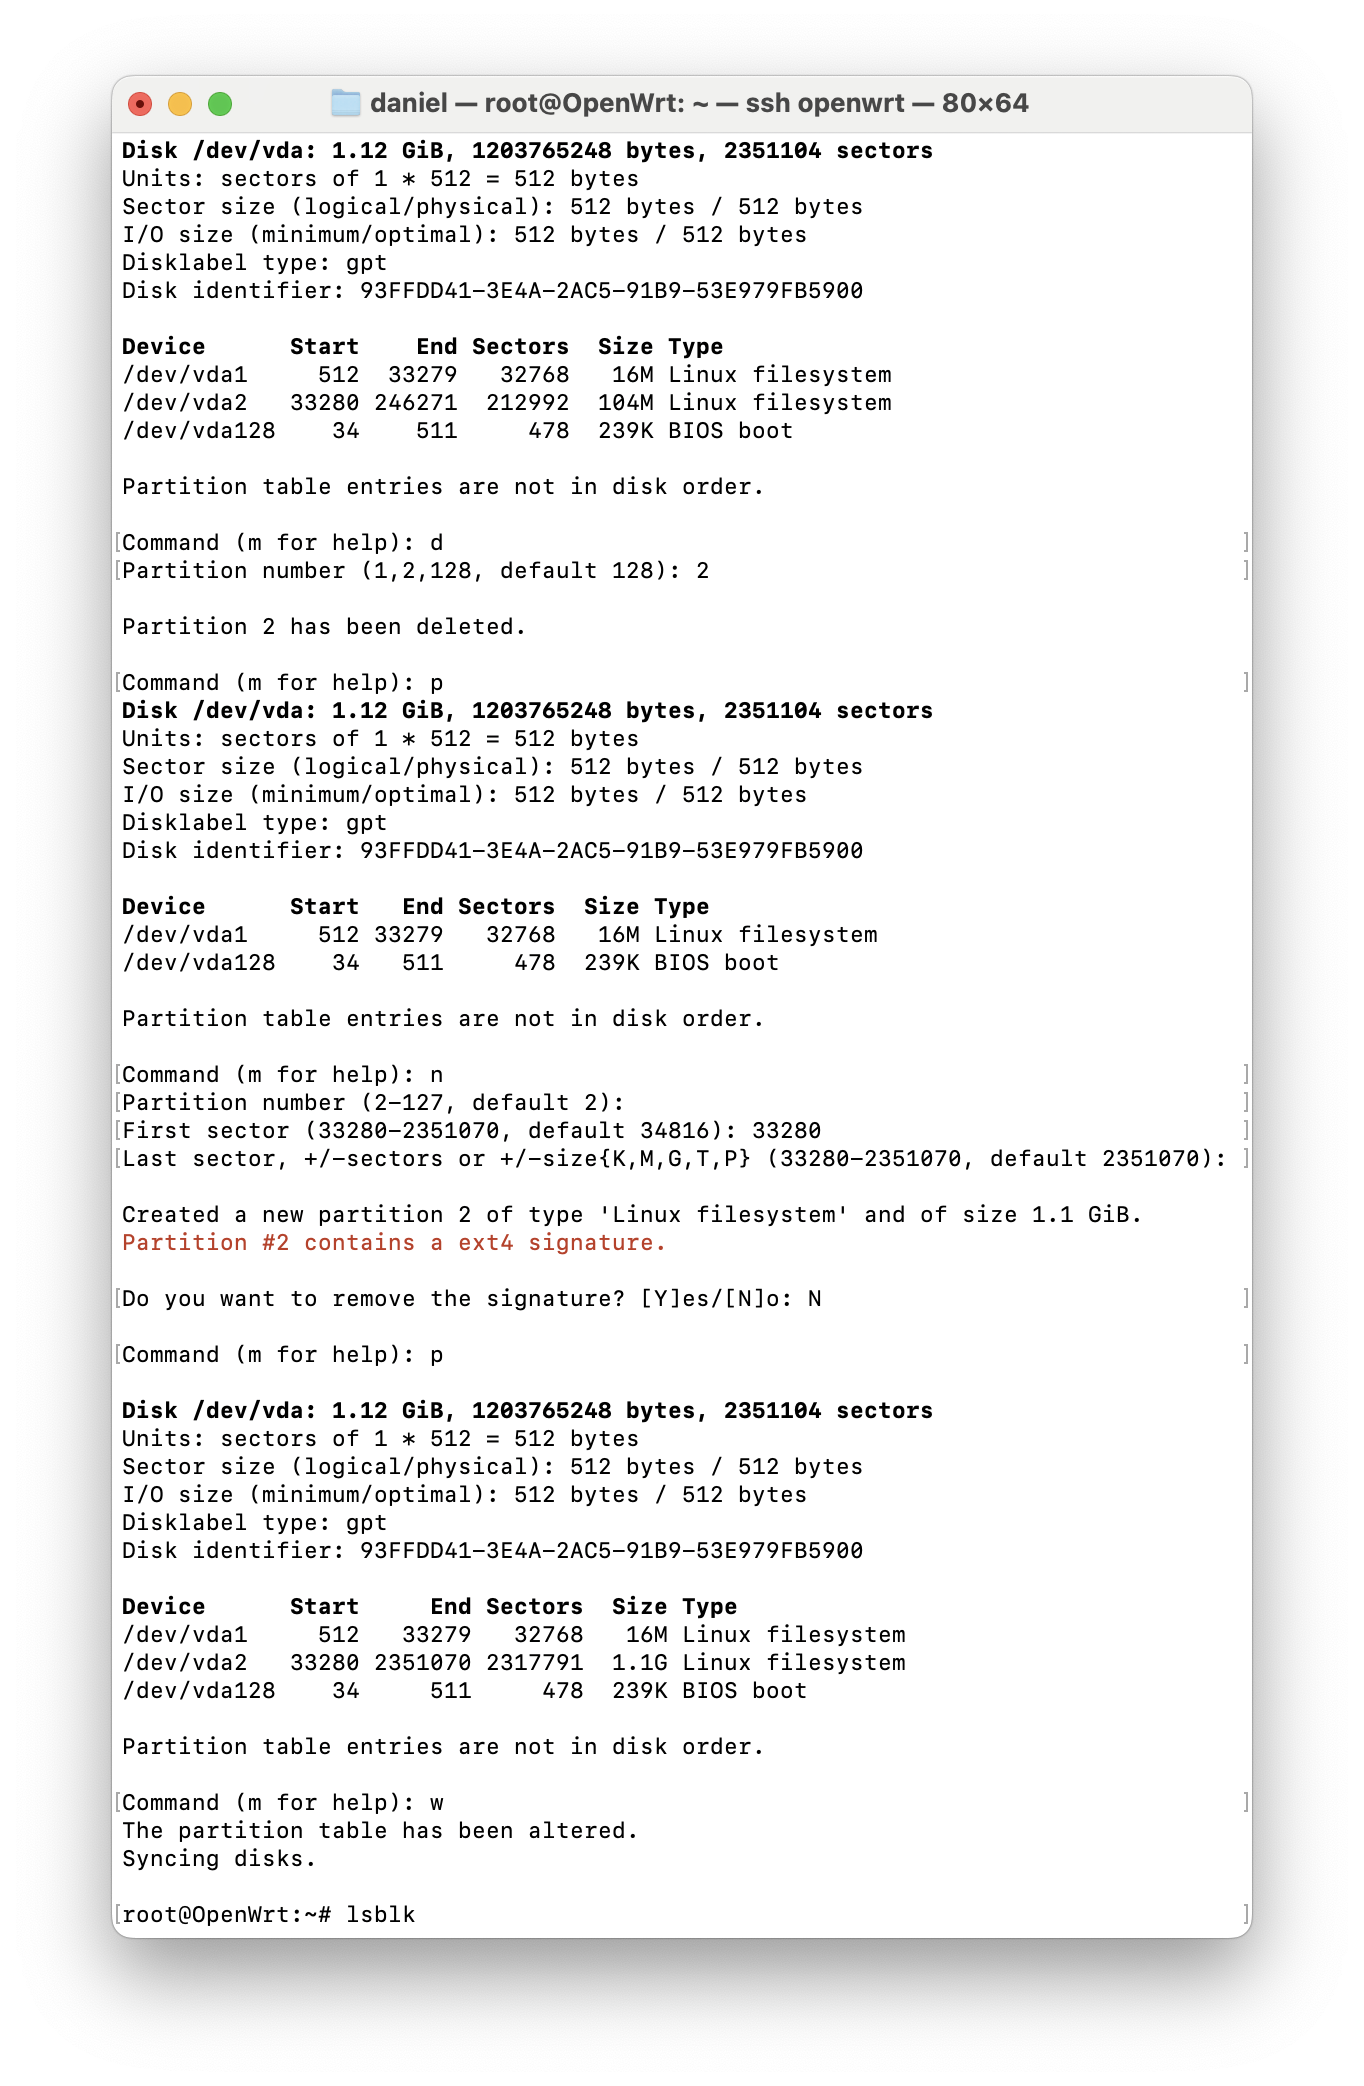 daniel — root@OpenWrt: ~ — ssh openwrt — 80×64
Disk /dev/vda: 1.12 GiB, 1203765248 bytes, 2351104 sectors
Units: sectors of 1 * 512 = 512 bytes
Sector size (logical/physical): 512 bytes / 512 bytes
I/O size (minimum/optimal): 512 bytes / 512 bytes
Disklabel type: gpt
Disk identifier: 93FFDD41-3E4A-2AC5-91B9-53E979FB5900

Device      Start    End Sectors  Size Type
/dev/vda1     512  33279   32768   16M Linux filesystem
/dev/vda2   33280 246271  212992  104M Linux filesystem
/dev/vda128    34    511     478  239K BIOS boot

Partition table entries are not in disk order.

[Command (m for help): d ]
[Partition number (1,2,128, default 128): 2 ]

Partition 2 has been deleted.

[Command (m for help): p ]
Disk /dev/vda: 1.12 GiB, 1203765248 bytes, 2351104 sectors
Units: sectors of 1 * 512 = 512 bytes
Sector size (logical/physical): 512 bytes / 512 bytes
I/O size (minimum/optimal): 512 bytes / 512 bytes
Disklabel type: gpt
Disk identifier: 93FFDD41-3E4A-2AC5-91B9-53E979FB5900

Device      Start   End Sectors  Size Type
/dev/vda1     512 33279   32768   16M Linux filesystem
/dev/vda128    34   511     478  239K BIOS boot

Partition table entries are not in disk order.

[Command (m for help): n ]
[Partition number (2-127, default 2): ]
[First sector (33280-2351070, default 34816): 33280 ]
[Last sector, +/-sectors or +/-size{K,M,G,T,P} (33280-2351070, default 2351070): ]

Created a new partition 2 of type 'Linux filesystem' and of size 1.1 GiB.
Partition #2 contains a ext4 signature.

[Do you want to remove the signature? [Y]es/[N]o: N ]

[Command (m for help): p ]

Disk /dev/vda: 1.12 GiB, 1203765248 bytes, 2351104 sectors
Units: sectors of 1 * 512 = 512 bytes
Sector size (logical/physical): 512 bytes / 512 bytes
I/O size (minimum/optimal): 512 bytes / 512 bytes
Disklabel type: gpt
Disk identifier: 93FFDD41-3E4A-2AC5-91B9-53E979FB5900

Device      Start     End Sectors  Size Type
/dev/vda1     512   33279   32768   16M Linux filesystem
/dev/vda2   33280 2351070 2317791  1.1G Linux filesystem
/dev/vda128    34     511     478  239K BIOS boot

Partition table entries are not in disk order.

[Command (m for help): w ]
The partition table has been altered.
Syncing disks.

[root@OpenWrt:~# lsblk ]